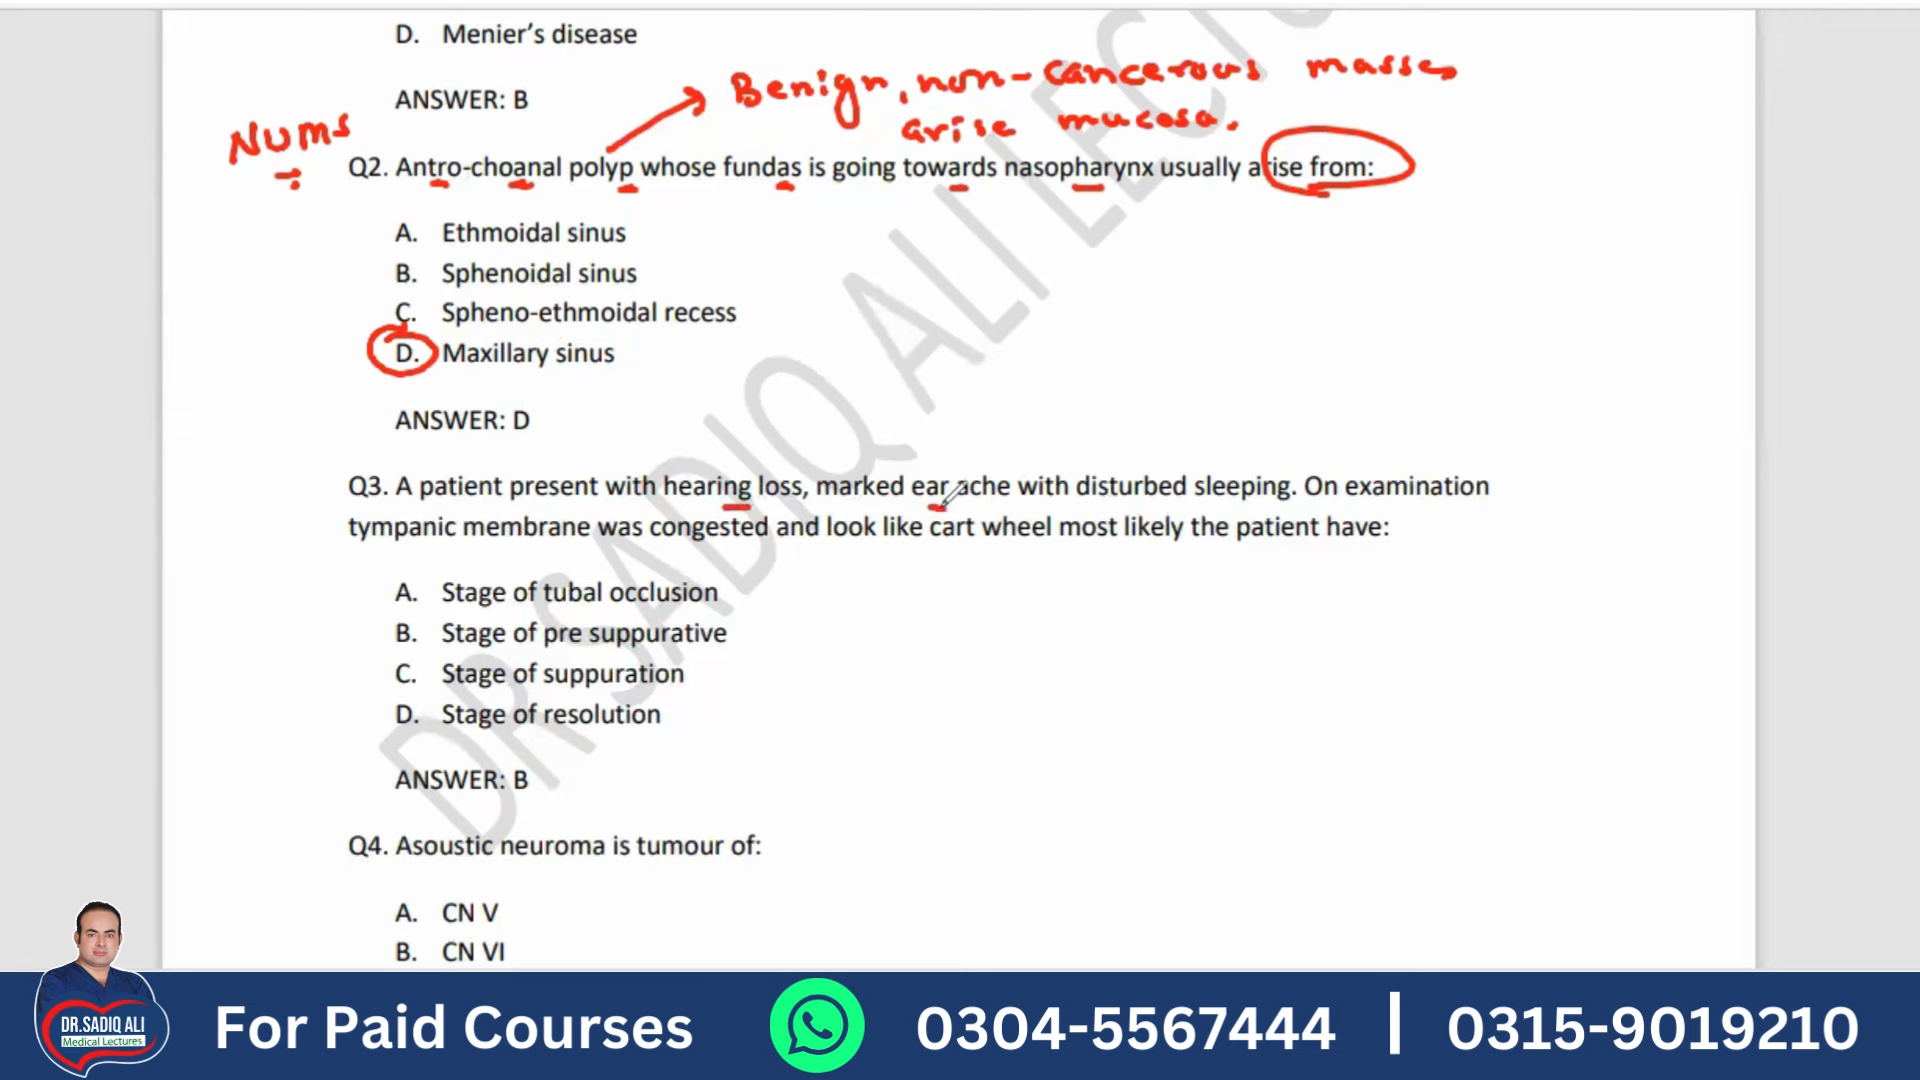 D. Menier's disease
Benign, non-cancerous masses
ANSWER: B
arise mucosa.
NUMS
Q2. Antro-choanal polyp whose fundas is going towards nasopharynx usually arise from:
A. Ethmoidal sinus
B. Sphenoidal sinus
C. Spheno-ethmoidal recess
D. Maxillary sinus
ANSWER: D
Q3. A patient present with hearing loss, marked ear ache with disturbed sleeping. On examination
tympanic membrane was congested and look like cart wheel most likely the patient have:
A. Stage of tubal occlusion
B. Stage of pre suppurative
C. Stage of suppuration
D. Stage of resolution
ANSWER: B
Q4. Asoustic neuroma is tumour of:
A. CN V
B. CN VI
DR SADIQ ALI LECTU
DR.SADIQ ALI
Medical Lectures
For Paid Courses
0304-5567444 | 0315-9019210